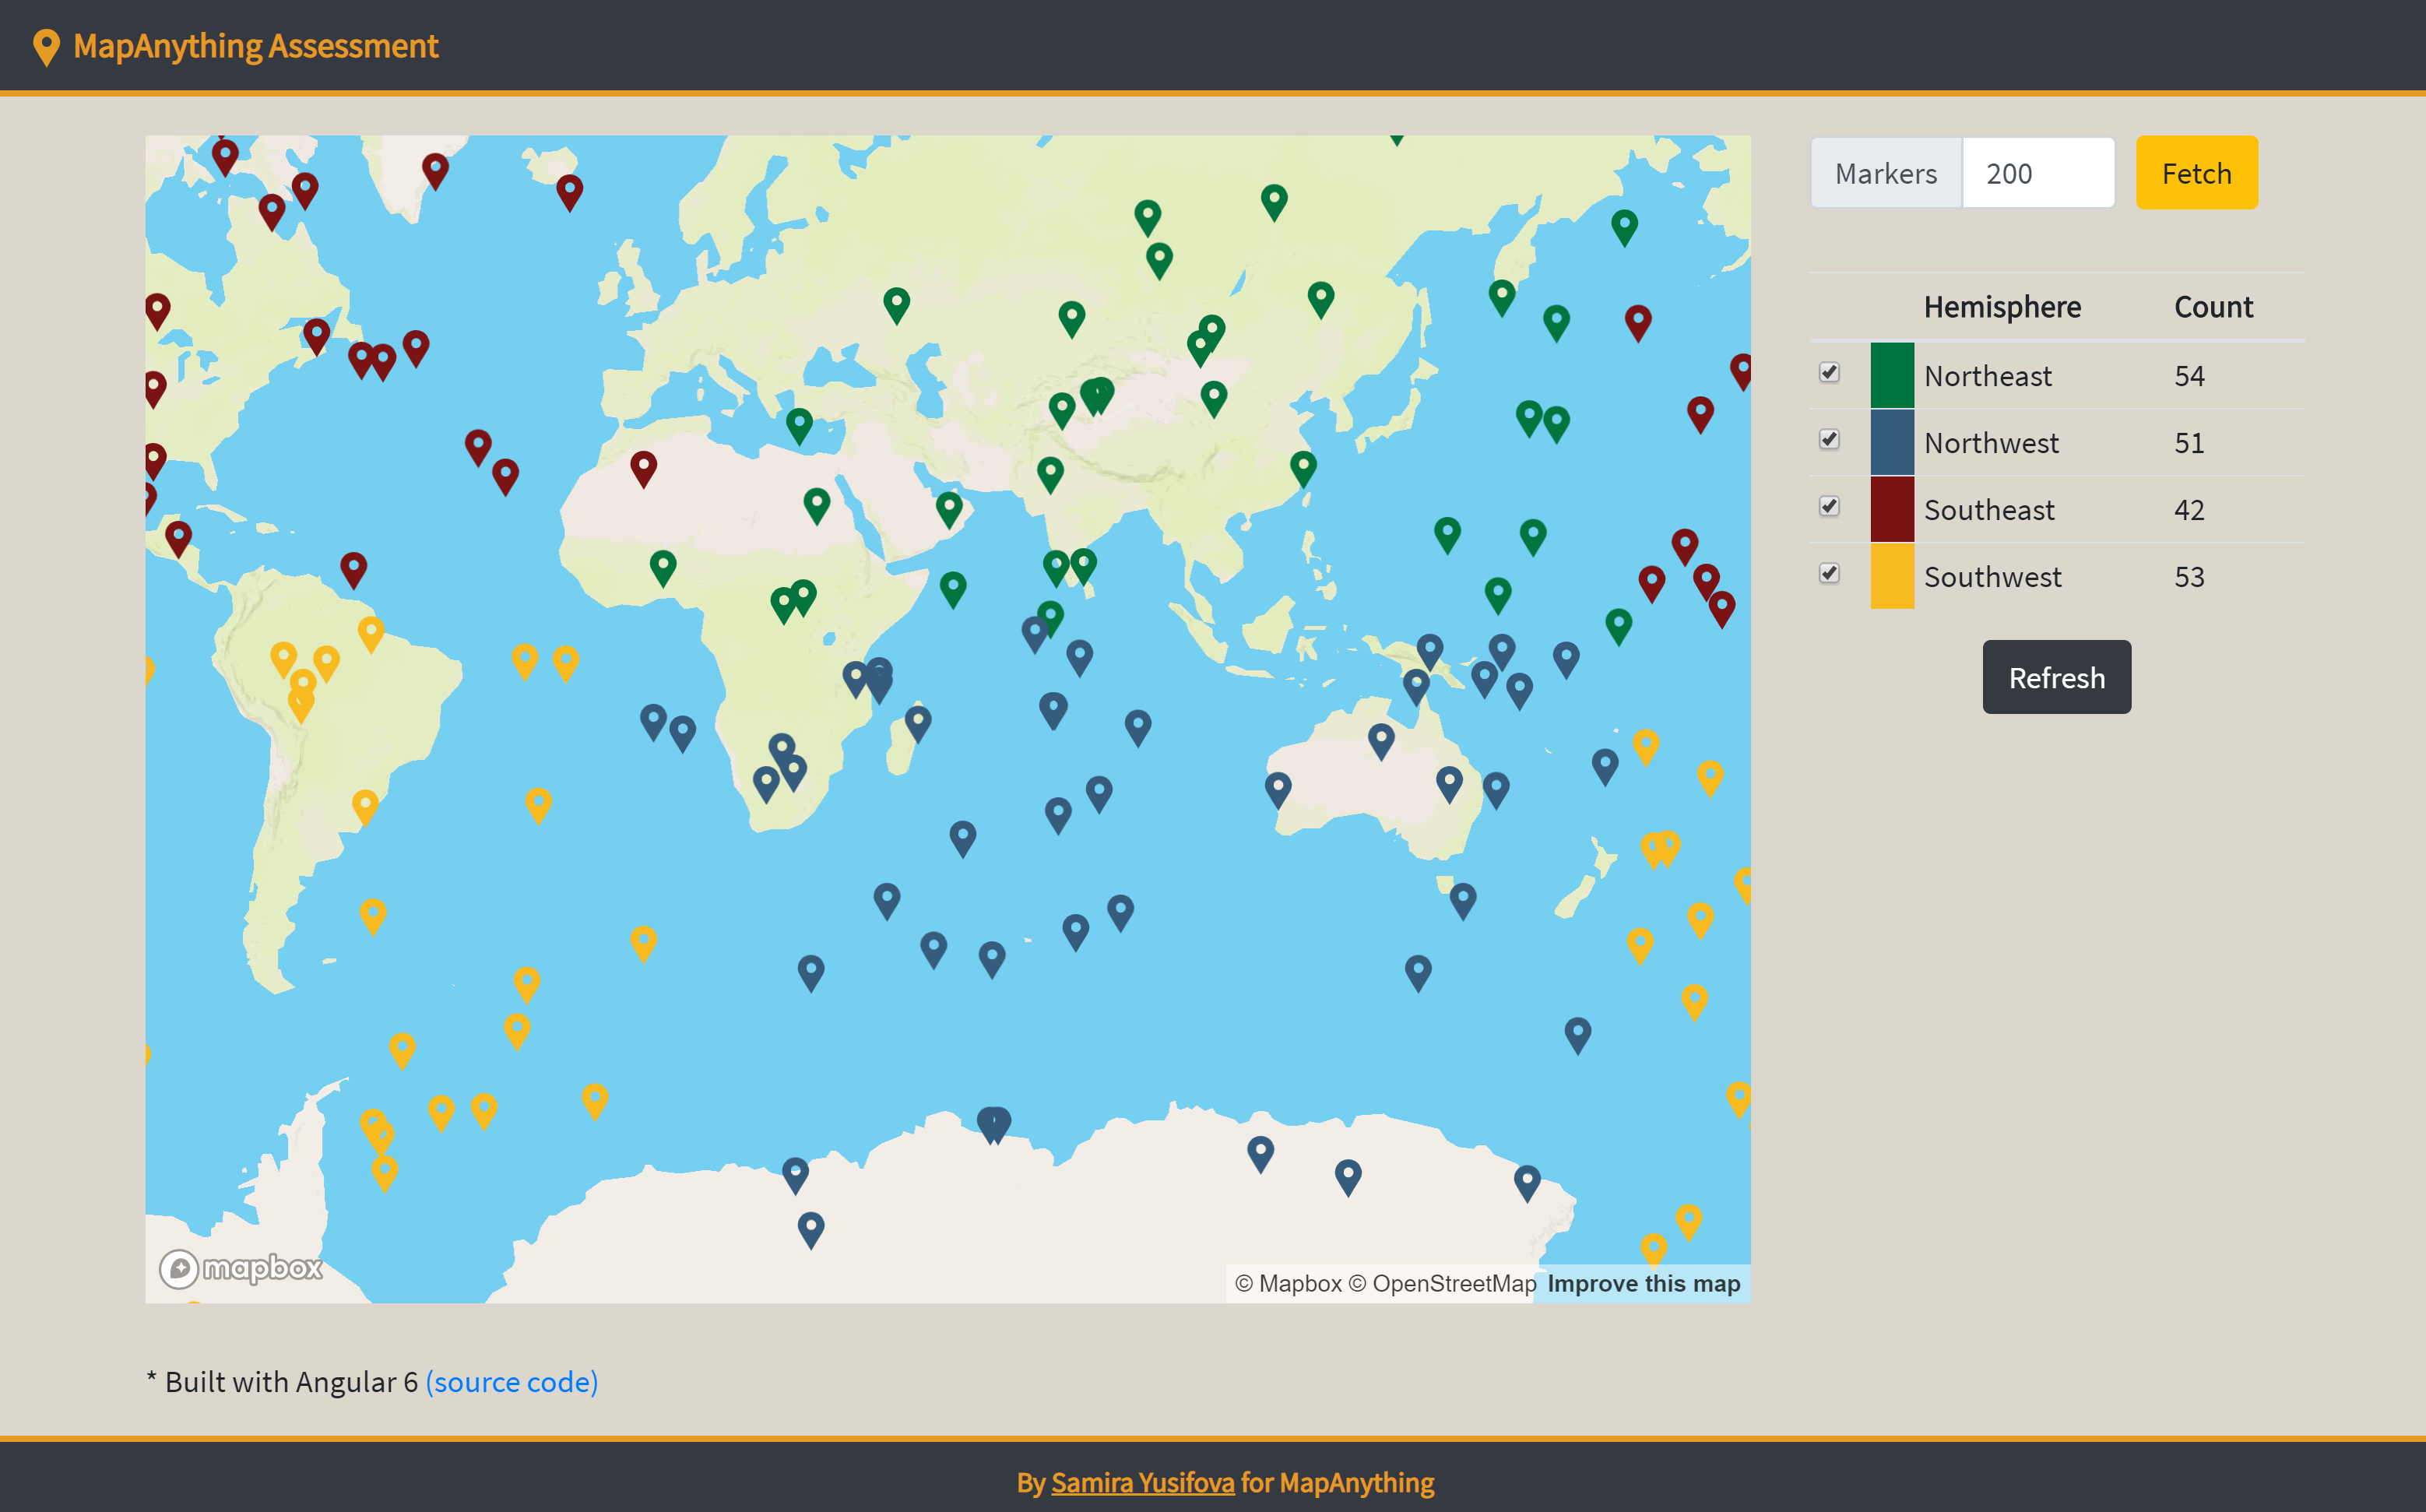 MapAnything Assessment
Markers 200 Fetch
Hemisphere Count
Northeast 54
Northwest 51
Southeast 42
Southwest 53
Refresh
mapbox
© Mapbox © OpenStreetMap Improve this map
* Built with Angular 6 (source code)
By Samira Yusifova for MapAnything